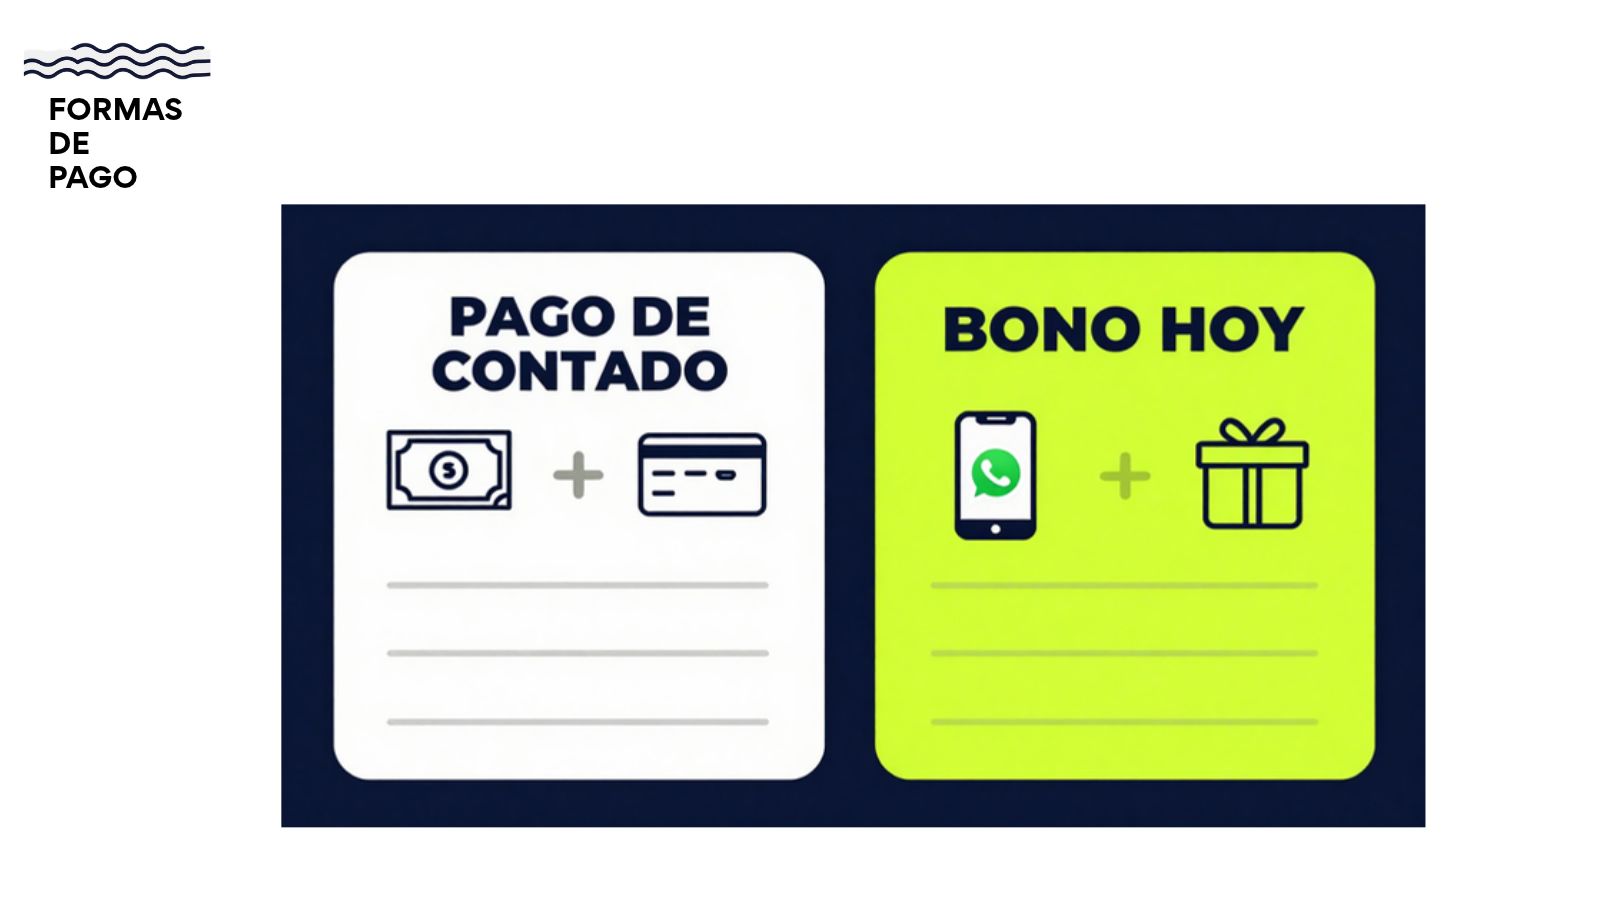 FORMAS
DE
PAGO
PAGO DE
CONTADO
$
BONO HOY